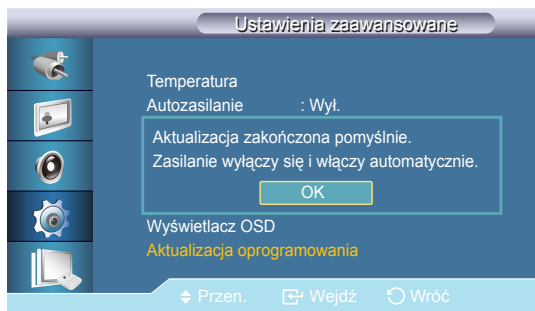 Ustawienia zaawansowane
Temperatura
Autozasilanie : Wył.
Aktualizacja zakończona pomyślnie.
Zasilanie wyłączy się i włączy automatycznie.
OK
Wyświetlacz OSD
Aktualizacja oprogramowania
Przen. Wejdź Wróć